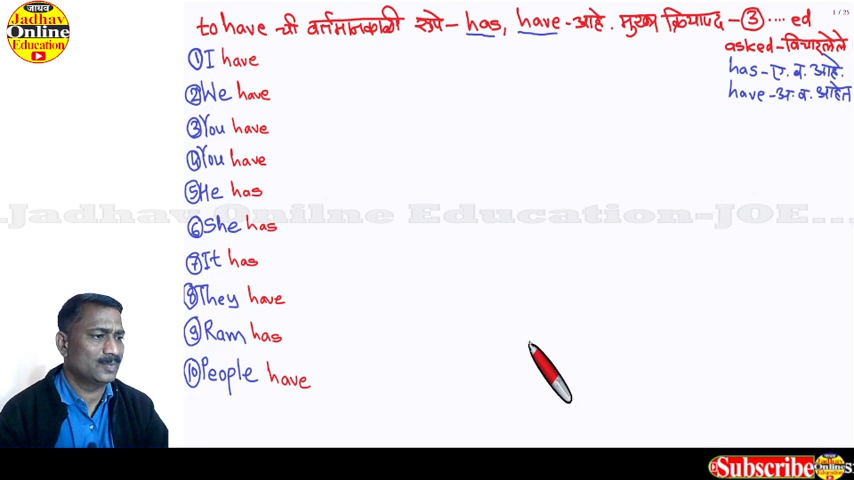 जाधव
Jadhav
Online
Education
to have ची वर्तमानकाळी रुपे - has, have - आहे. मुख्य क्रियापद - ③ .... ed
1 / 25
asked - विचारलेले
has - ए. व. आहे.
have - अ. व. आहेत
① I have
② We have
③ You have
④ You have
⑤ He has
⑥ She has
⑦ It has
⑧ They have
⑨ Ram has
⑩ People have
Jadhav Onilne Education-JOE...
Subscribe